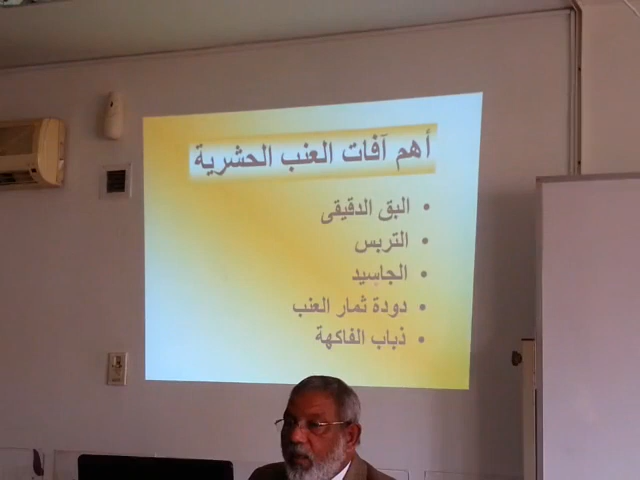 أهم آفات العنب الحشرية
• البق الدقيقى
• التربس
• الجاسيد
• دودة ثمار العنب
• ذباب الفاكهة